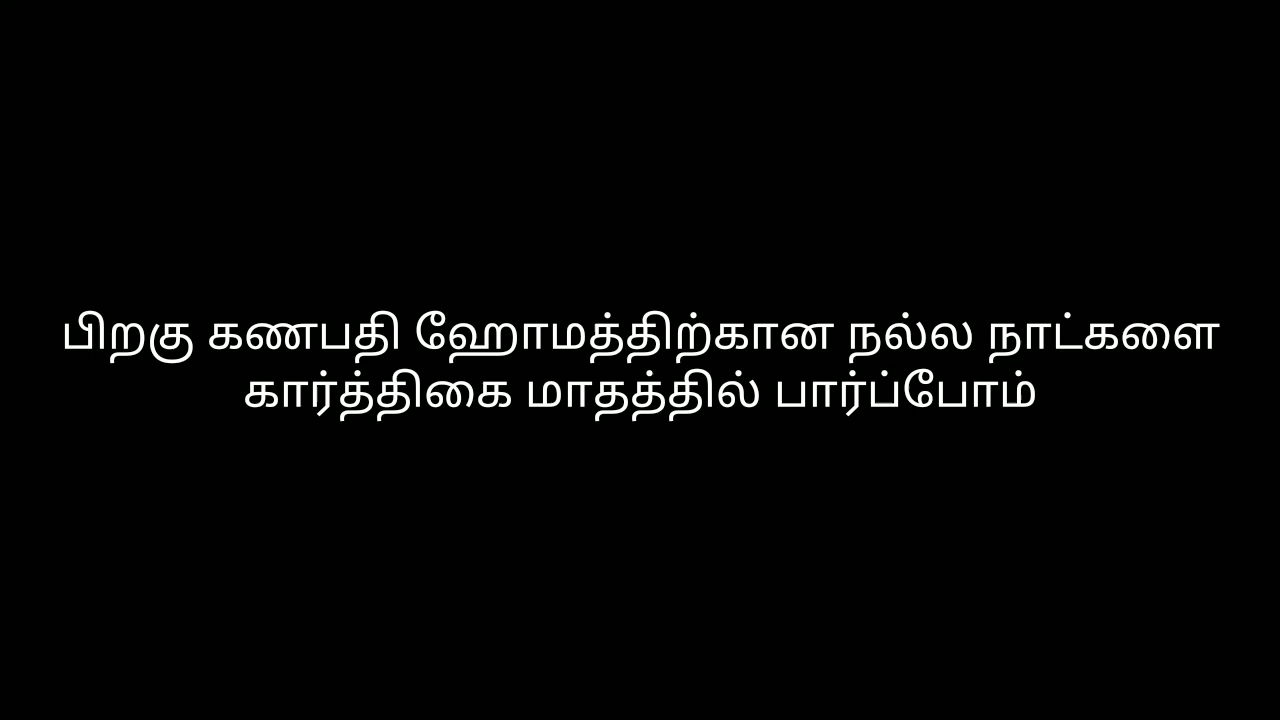 பிறகு கணபதி ஹோமத்திற்கான நல்ல நாட்களை
கார்த்திகை மாதத்தில் பார்ப்போம்